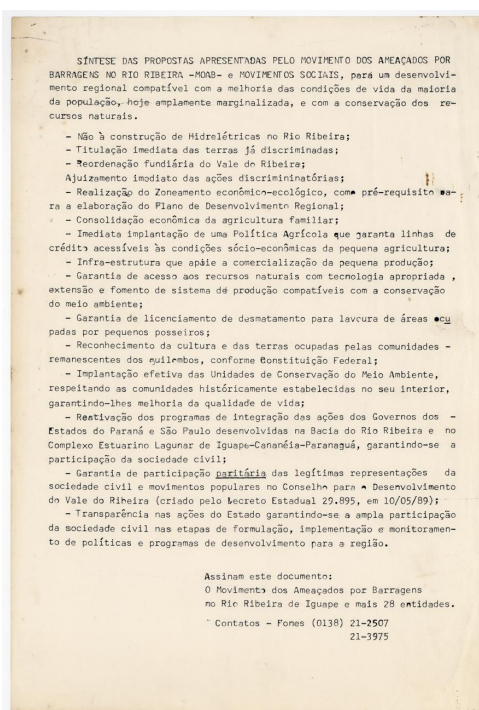 SÍNTESE DAS PROPOSTAS APRESENTADAS PELO MOVIMENTO DOS AMEAÇADOS POR
BARRAGENS NO RIO RIBEIRA -MOAB- e MOVIMENTOS SOCIAIS, para um desenvolvi-
mento regional compatível com a melhoria das condições de vida da maioria
da população, hoje amplamente marginalizada, e com a conservação dos re-
cursos naturais.
- Não à construção de Hidrelétricas no Rio Ribeira;
- Titulação imediata das terras já discriminadas;
- Reordenação fundiária do Vale do Ribeira;
Ajuizamento imediato das ações discrimininatórias;
- Realização do Zoneamento econômico-ecológico, como pré-requisito pa-
ra a elaboração do Plano de Desenvolvimento Regional;
- Consolidação econômica da agricultura familiar;
- Imediata implantação de uma Política Agrícola que garanta linhas de
crédito acessíveis às condições sócio-econômicas da pequena agricultura;
- Infra-estrutura que apóie a comercialização da pequena produção;
- Garantia de acesso aos recursos naturais com tecnologia apropriada ,
extensão e fomento de sistema de produção compatíveis com a conservação
do meio ambiente;
- Garantia de licenciamento de desmatamento para lavoura de áreas ocu
padas por pequenos posseiros;
- Reconhecimento da cultura e das terras ocupadas pelas comunidades -
remanescentes dos quilombos, conforme Constituição Federal;
- Implantação efetiva das Unidades de Conservação do Meio Ambiente,
respeitando as comunidades históricamente estabelecidas no seu interior,
garantindo-lhes melhoria da qualidade de vida;
- Reativação dos programas de integração das ações dos Governos dos -
Estados do Paraná e São Paulo desenvolvidas na Bacia do Rio Ribeira e no
Complexo Estuarino Lagunar de Iguape-Cananéia-Paranaguá, garantindo-se a
participação da sociedade civil;
- Garantia de participação paritária das legítimas representações da
sociedade civil e movimentos populares no Conselho para o Desenvolvimento
do Vale do Ribeira (criado pelo Decreto Estadual 29.895, em 10/05/89);
- Transparência nas ações do Estado garantindo-se a ampla participação
da sociedade civil nas etapas de formulação, implementação e monitoramen-
to de políticas e programas de desenvolvimento para a região.
Assinam este documento:
O Movimento dos Ameaçados por Barragens
no Rio Ribeira de Iguape e mais 28 entidades.
Contatos - Fones (0138) 21-2507
21-3975